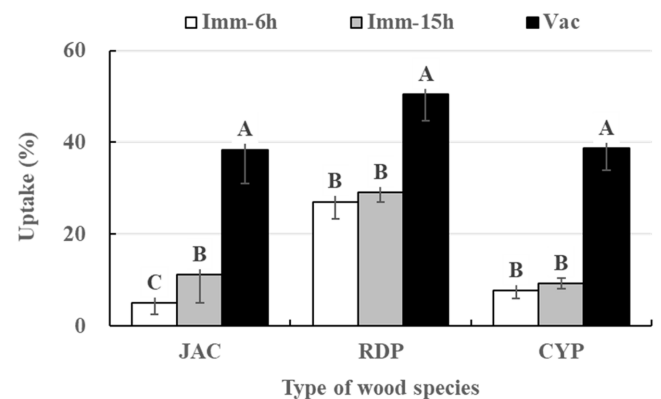 Imm-6h Imm-15h Vac
60
40
20
0
Uptake (%)
C B A
B B A
B B A
JAC RDP CYP
Type of wood species